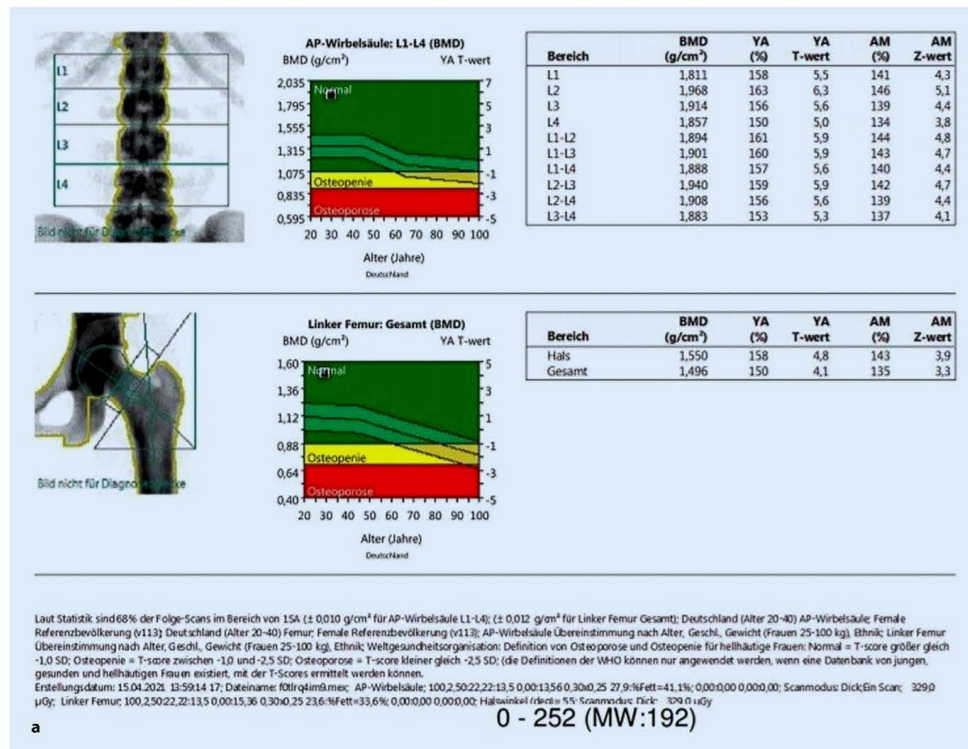 AP-Wirbelsäule: L1-L4 (BMD)
BMD (g/cm²) YA T-wert
2,035 7
Normal
1,795 5
1,555 3
1,315 1
1,075 -1
Osteopenie
0,835 -3
Osteoporose
0,595 -5
20 30 40 50 60 70 80 90 100
Alter (Jahre)
Deutschland
L1
L2
L3
L4
Bild nicht für
BMD YA YA AM AM
Bereich (g/cm²) (%) T-wert (%) Z-wert
L1 1,811 158 5,5 141 4,3
L2 1,968 163 6,3 146 5,1
L3 1,914 156 5,6 139 4,4
L4 1,857 150 5,0 134 3,8
L1-L2 1,894 161 5,9 144 4,8
L1-L3 1,901 160 5,9 143 4,7
L1-L4 1,888 157 5,6 140 4,4
L2-L3 1,940 159 5,9 142 4,7
L2-L4 1,908 156 5,6 139 4,4
L3-L4 1,883 153 5,3 137 4,1
Linker Femur: Gesamt (BMD)
BMD (g/cm²) YA T-wert
1,60 5
Normal
1,36 3
1,12 1
0,88 -1
Osteopenie
0,64 -3
Osteoporose
0,40 -5
20 30 40 50 60 70 80 90 100
Alter (Jahre)
Deutschland
Bild nicht für
BMD YA YA AM AM
Bereich (g/cm²) (%) T-wert (%) Z-wert
Hals 1,550 158 4,8 143 3,9
Gesamt 1,496 150 4,1 135 3,3
Laut Statistik sind 68% der Folge-Scans im Bereich von 1SA (± 0,010 g/cm² für AP-Wirbelsäule L1-L4); (± 0,012 g/cm² für Linker Femur Gesamt); Deutschland (Alter 20-40) AP-Wirbelsäule; Female
Referenzbevölkerung (v113); Deutschland (Alter 20-40) Femur; Female Referenzbevölkerung (v113); AP-Wirbelsäule Übereinstimmung nach Alter, Geschl., Gewicht (Frauen 25-100 kg), Ethnik; Linker Femur
Übereinstimmung nach Alter, Geschl., Gewicht (Frauen 25-100 kg), Ethnik; Weltgesundheitsorganisation: Definition von Osteoporose und Osteopenie für hellhäutige Frauen: Normal = T-score größer gleich
-1,0 SD; Osteopenie = T-score zwischen -1,0 und -2,5 SD; Osteoporose = T-score kleiner gleich -2,5 SD; (die Definitionen der WHO können nur angewendet werden, wenn eine Datenbank von jungen,
gesunden und hellhäutigen Frauen existiert, mit der T-Scores ermittelt werden können.
Erstellungsdatum: 15.04.2021 13:59:14 17; Dateiname: AP-Wirbelsäule; 100,2,50:22,22:13,5 0,00:13,56 0,30x0,25 27,9:%Fett=41,1%; 0,00:0,00 0,00:0,00; Scanmodus: Dick;Ein Scan; 329,0
µGy; Linker Femur; 100,2,50:22,22:13,5 0,00:15,36 0,30x0,25 23,6:%Fett=33,6%; 0,00:0,00 0,00:0,00; Halswinkel (deg)= 55; Scanmodus: Dick; 329,0 µGy
0 - 252 (MW:192)
a